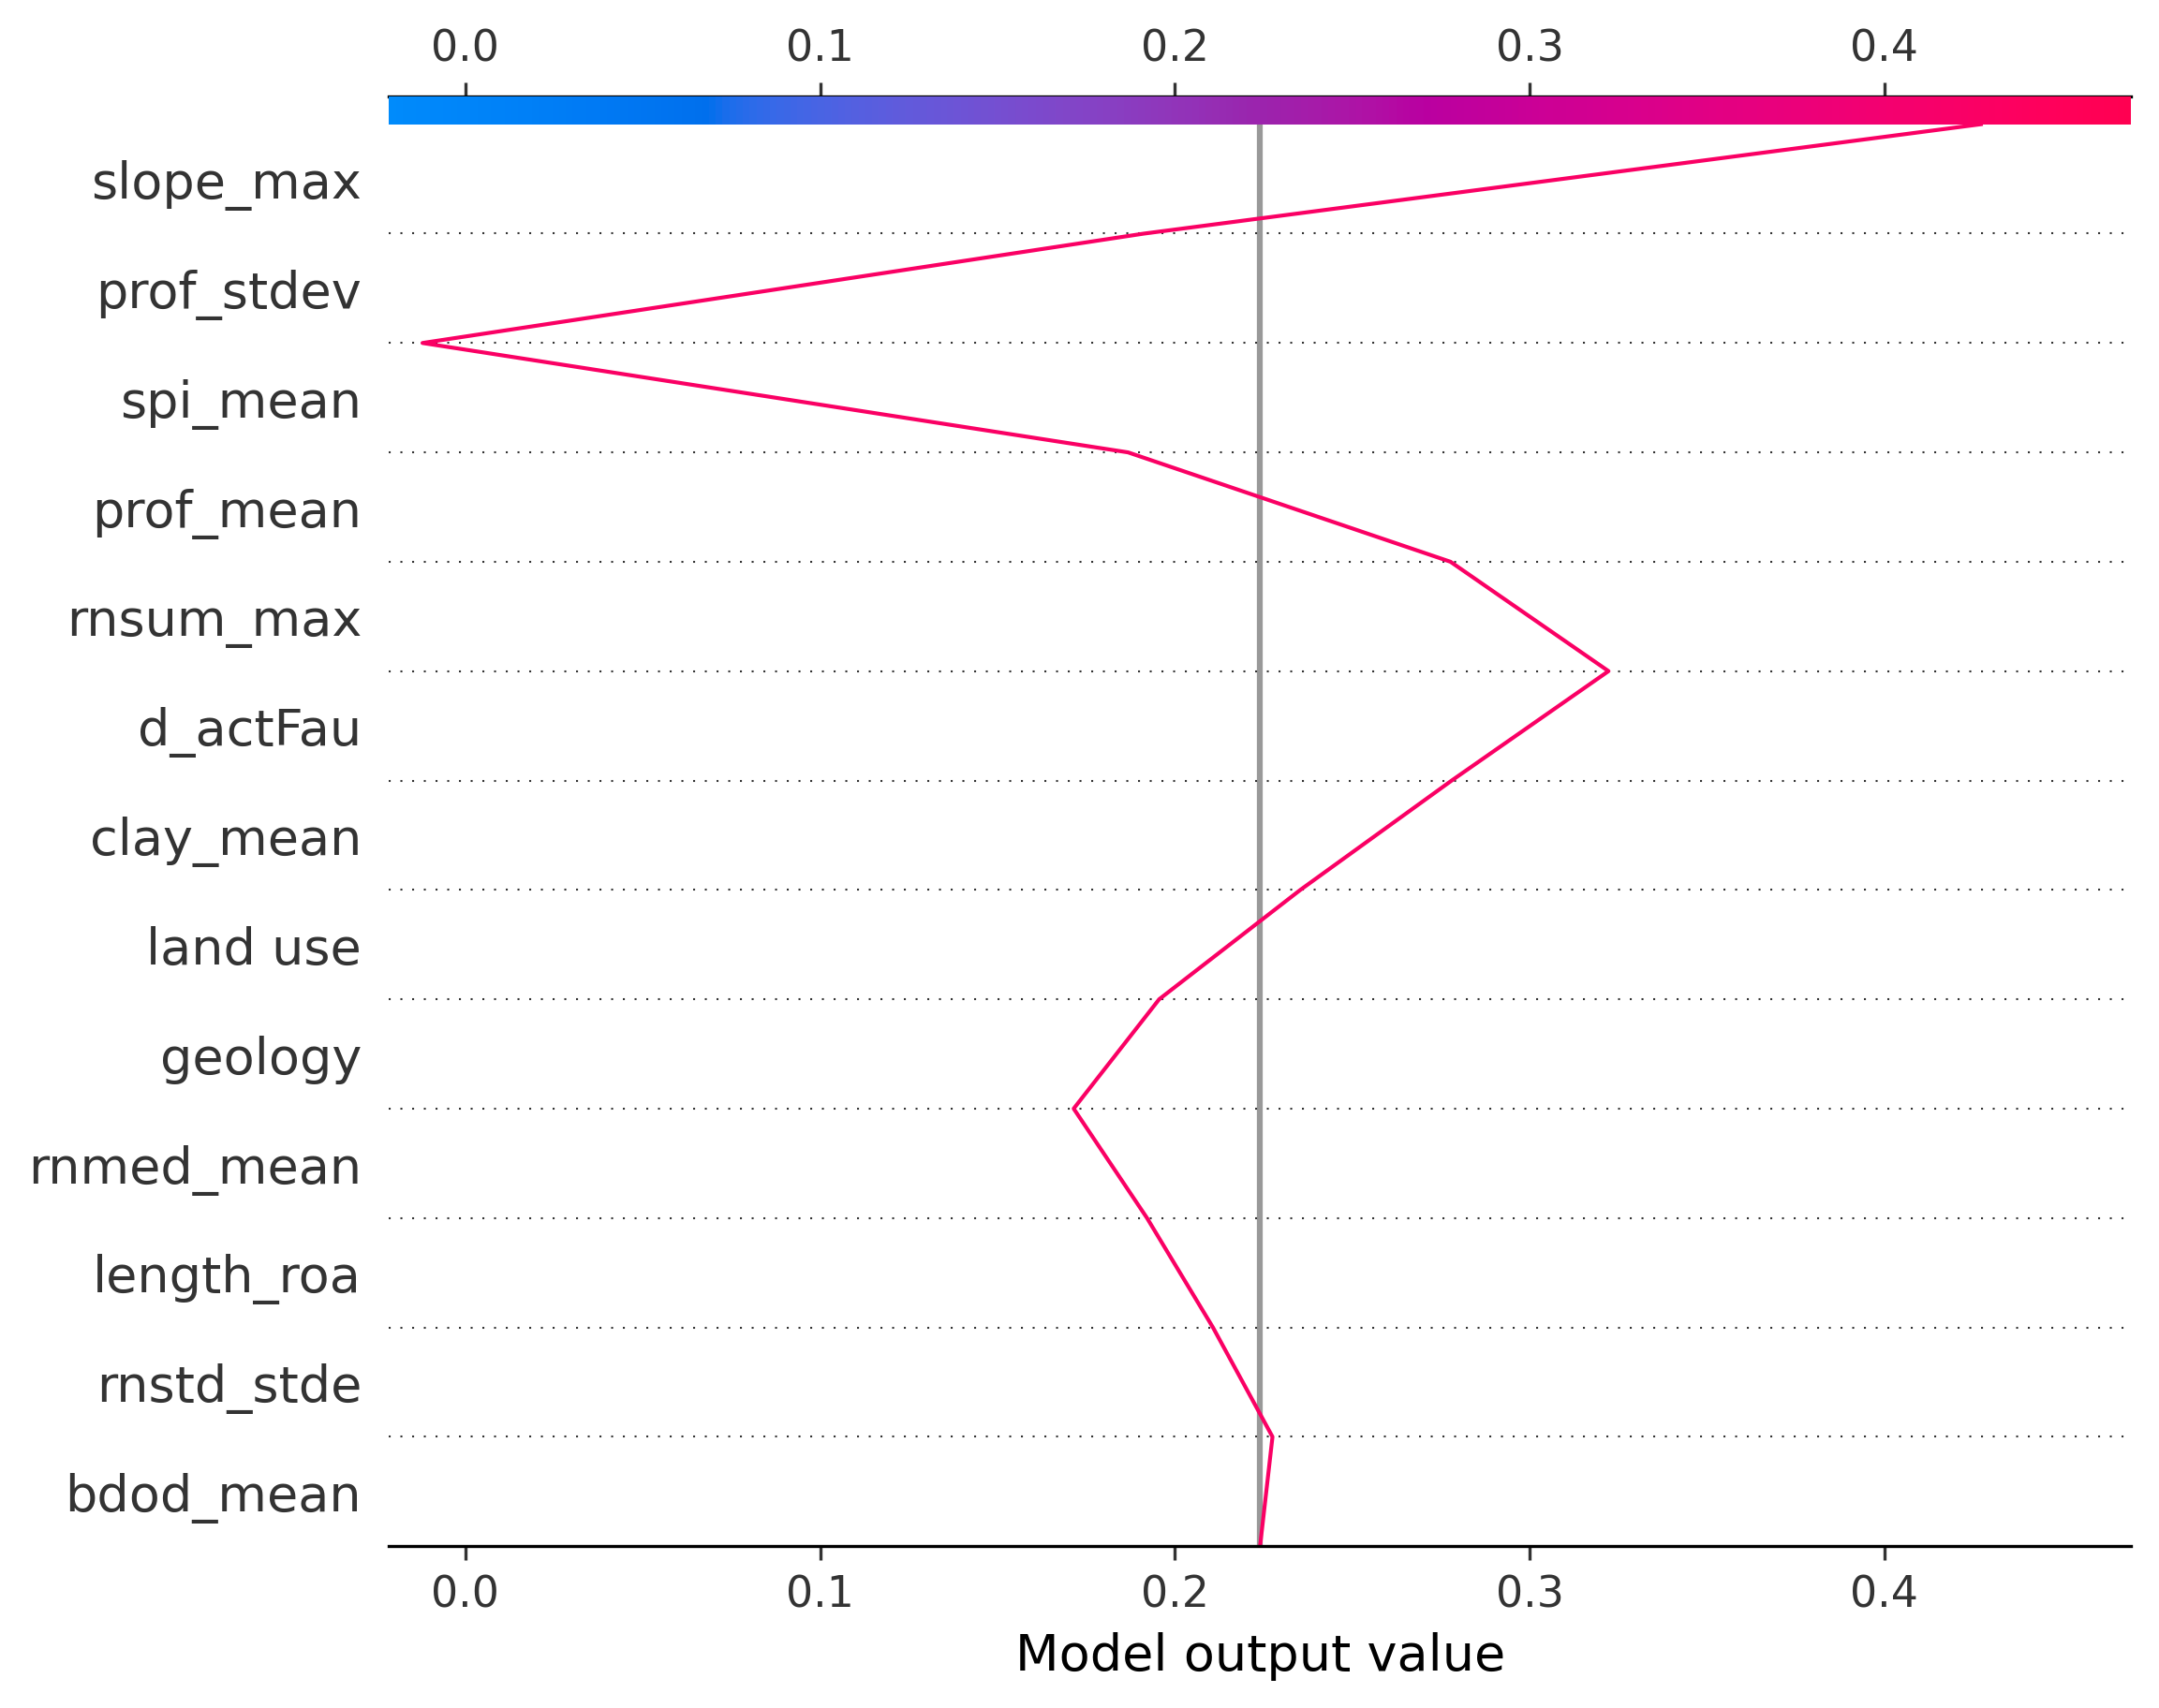 0.0 0.1 0.2 0.3 0.4
slope_max
prof_stdev
spi_mean
prof_mean
rnsum_max
d_actFau
clay_mean
land use
geology
rnmed_mean
length_roa
rnstd_stde
bdod_mean
0.0 0.1 0.2 0.3 0.4
Model output value